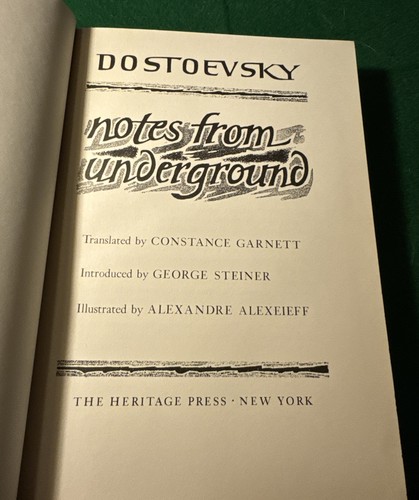 DOSTOEVSKY
notes from
underground
Translated by CONSTANCE GARNETT
Introduced by GEORGE STEINER
Illustrated by ALEXANDRE ALEXEIEFF
THE HERITAGE PRESS · NEW YORK